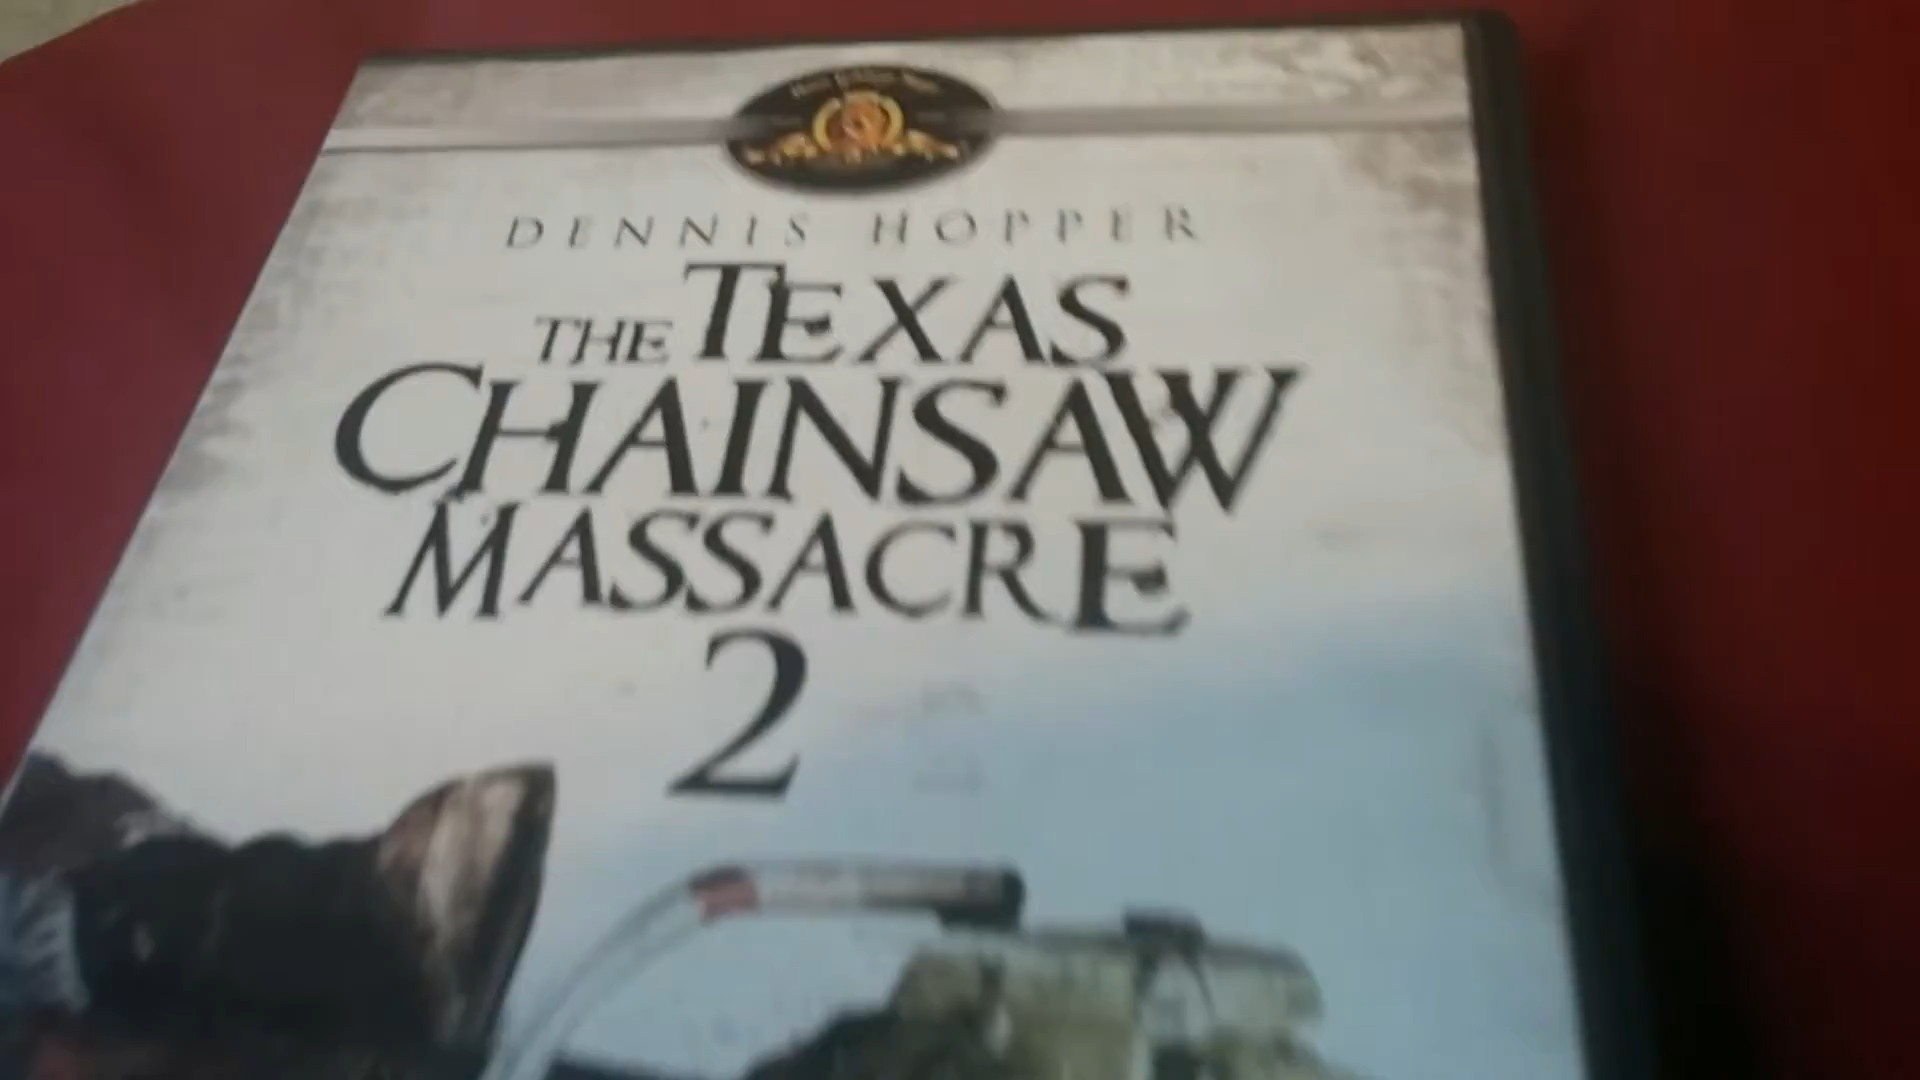 DENNIS HOPPER
THE TEXAS
CHAINSAW
MASSACRE
2